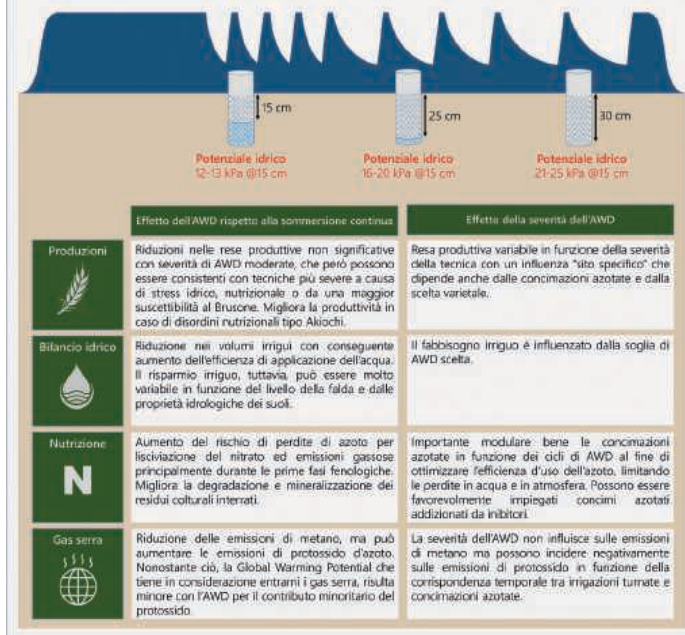 15 cm
25 cm
30 cm
Potenziale idrico
12-13 kPa @15 cm
Potenziale idrico
16-20 kPa @15 cm
Potenziale idrico
21-25 kPa @15 cm
Effetto dell'AWD rispetto alla sommersione continua
Effetto della severità dell'AWD
Produzioni
Riduzioni nelle rese produttive non significative
con severità di AWD moderate, che però possono
essere consistenti con tecniche più severe a causa
di stress idrico, nutrizionale o da una maggior
suscettibilità al Brusone. Migliora la produttività in
caso di disordini nutrizionali tipo Akiochi.
Resa produttiva variabile in funzione della severità
della tecnica con un influenza "sito specifico" che
dipende anche dalle concimazioni azotate e dalla
scelta varietale.
Bilancio idrico
Riduzione nei volumi irrigui con conseguente
aumento dell'efficienza di applicazione dell'acqua.
Il risparmio irriguo, tuttavia, può essere molto
variabile in funzione del livello della falda e dalle
proprietà idrologiche dei suoli.
Il fabbisogno irriguo è influenzato dalla soglia di
AWD scelta.
Nutrizione
N
Aumento del rischio di perdite di azoto per
lisciviazione del nitrato ed emissioni gassose
principalmente durante le prime fasi fenologiche.
Migliora la degradazione e mineralizzazione dei
residui colturali interrati.
Importante modulare bene le concimazioni
azotate in funzione dei cicli di AWD al fine di
ottimizzare l'efficienza d'uso dell'azoto, limitando
le perdite in acqua e in atmosfera. Possono essere
favorevolmente impiegati concimi azotati
addizionati da inibitori.
Gas serra
Riduzione delle emissioni di metano, ma può
aumentare le emissioni di protossido d'azoto.
Nonostante ciò, la Global Warming Potential che
tiene in considerazione entrami i gas serra, risulta
minore con l'AWD per il contributo minoritario del
protossido.
La severità dell'AWD non influisce sulle emissioni
di metano ma possono incidere negativamente
sulle emissioni di protossido in funzione della
corrispondenza temporale tra irrigazioni turnate e
concimazioni azotate.